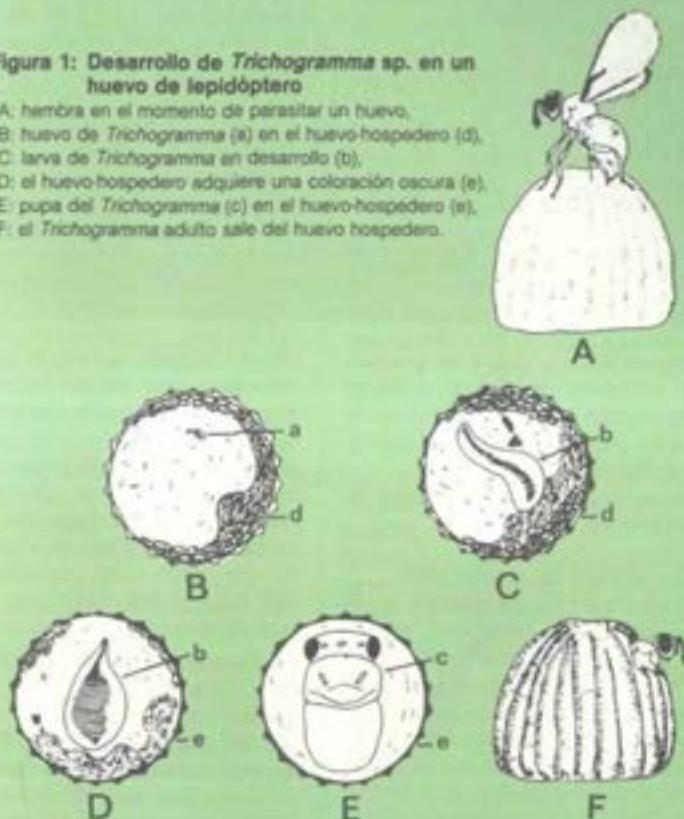 Figura 1: Desarrollo de Trichogramma sp. en un
huevo de lepidóptero
A: hembra en el momento de parasitar un huevo,
B: huevo de Trichogramma (a) en el huevo-hospedero (d),
C: larva de Trichogramma en desarrollo (b),
D: el huevo-hospedero adquiere una coloración oscura (e),
E: pupa del Trichogramma (c) en el huevo-hospedero (e),
F: el Trichogramma adulto sale del huevo hospedero.
A
a
d
B
b
d
C
b
e
D
c
e
E
F